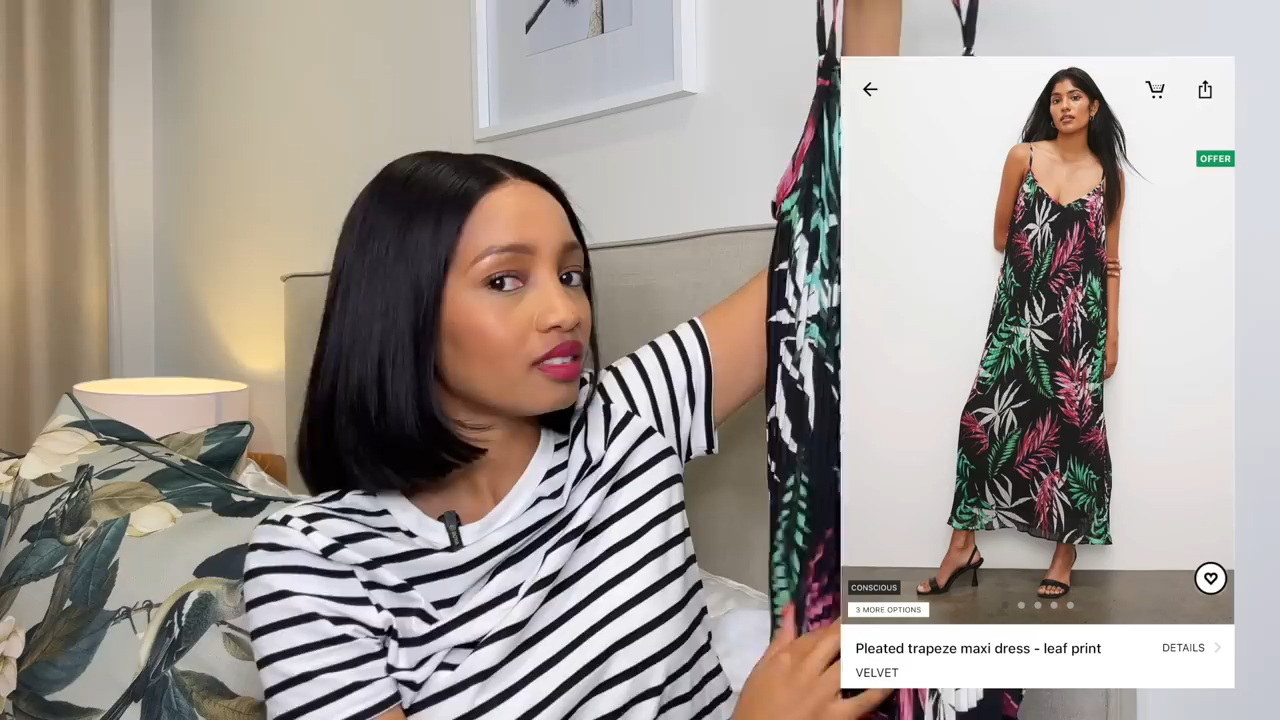 OFFER
CONSCIOUS
3 MORE OPTIONS
Pleated trapeze maxi dress - leaf print
DETAILS
VELVET